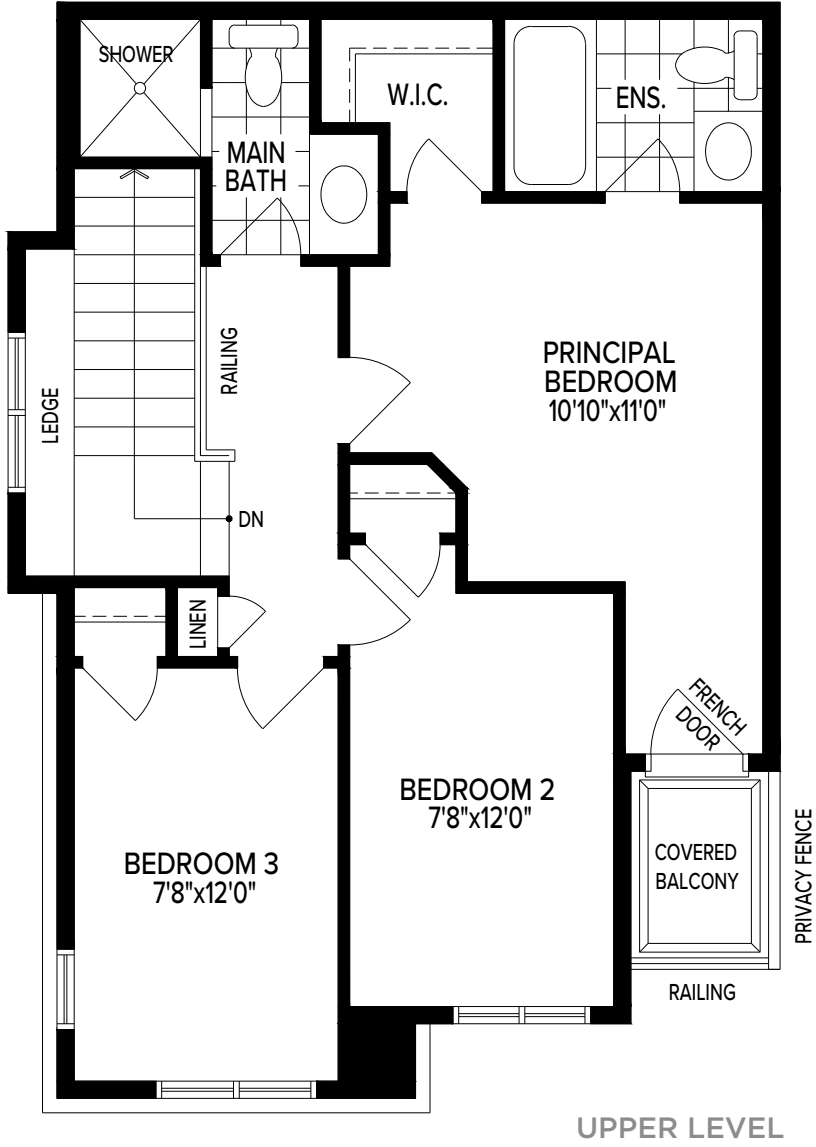 SHOWER
MAIN
BATH
W.I.C.
ENS.
RAILING
LEDGE
PRINCIPAL
BEDROOM
10'10"x11'0"
DN
LINEN
FRENCH
DOOR
BEDROOM 2
7'8"x12'0"
BEDROOM 3
7'8"x12'0"
COVERED
BALCONY
PRIVACY FENCE
RAILING
UPPER LEVEL